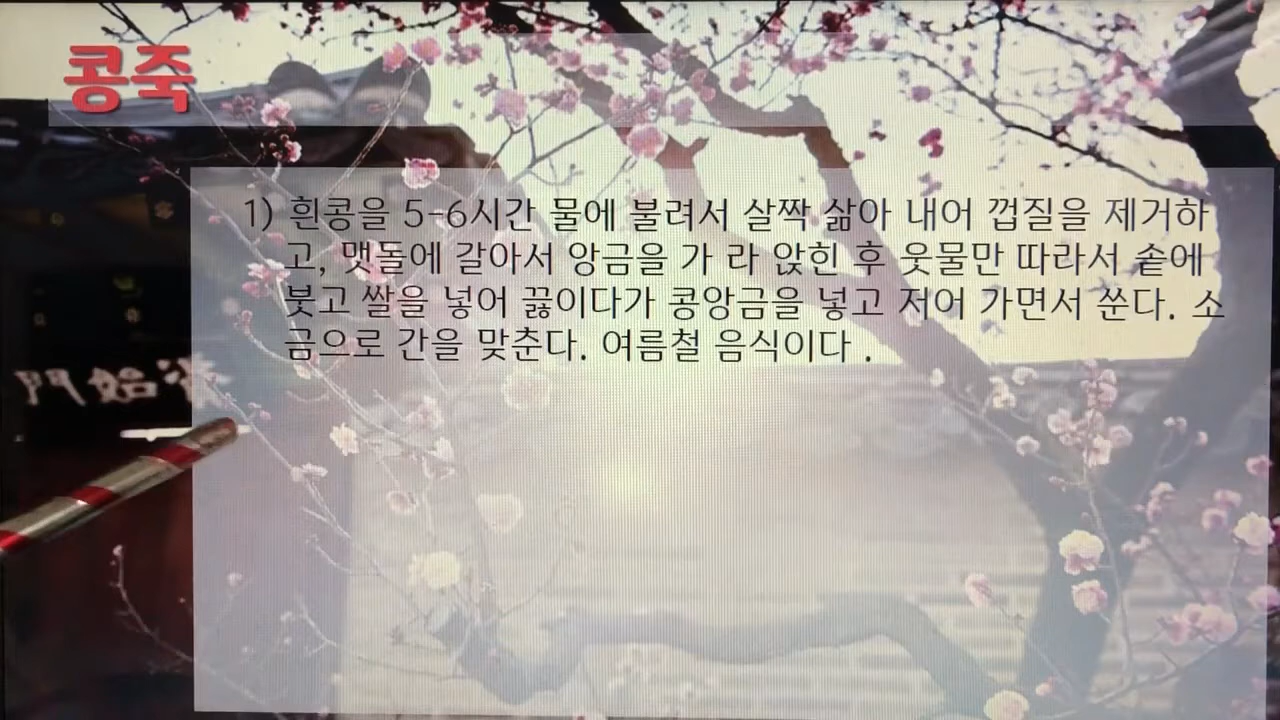 콩죽
1) 흰콩을 5-6시간 물에 불려서 살짝 삶아 내어 껍질을 제거하
고, 맷돌에 갈아서 앙금을 가 라 앉힌 후 웃물만 따라서 솥에
붓고 쌀을 넣어 끓이다가 콩앙금을 넣고 저어 가면서 쑨다. 소
금으로 간을 맞춘다. 여름철 음식이다 .